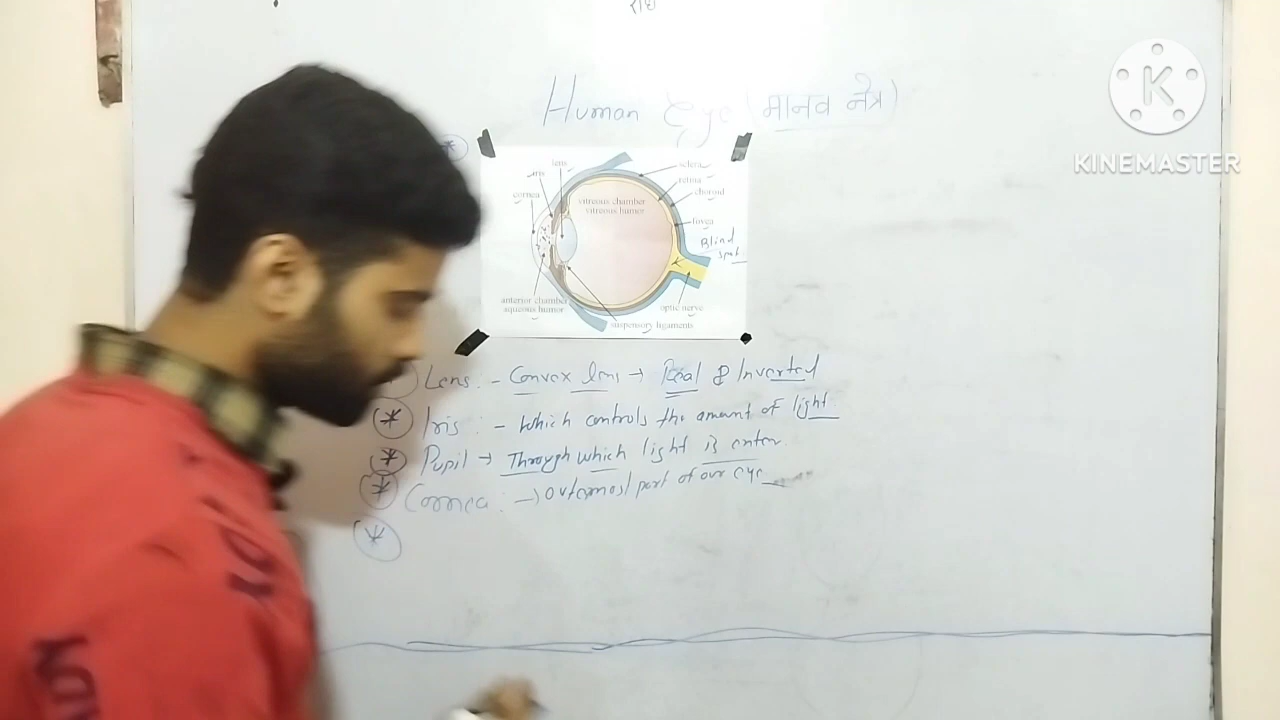 राधे
Human Eye (मानव नेत्र)
K
KINEMASTER
lens
iris
cornea
sclera
retina
choroid
vitreous chamber
vitreous humor
fovea
Blind
spot
anterior chamber
aqueous humor
optic nerve
suspensory ligaments
Lens :- Convex lens → Real & Inverted
Iris :- Which controls the amount of light
Pupil → Through which light is enter.
Cornea :→ Outermost part of our eye